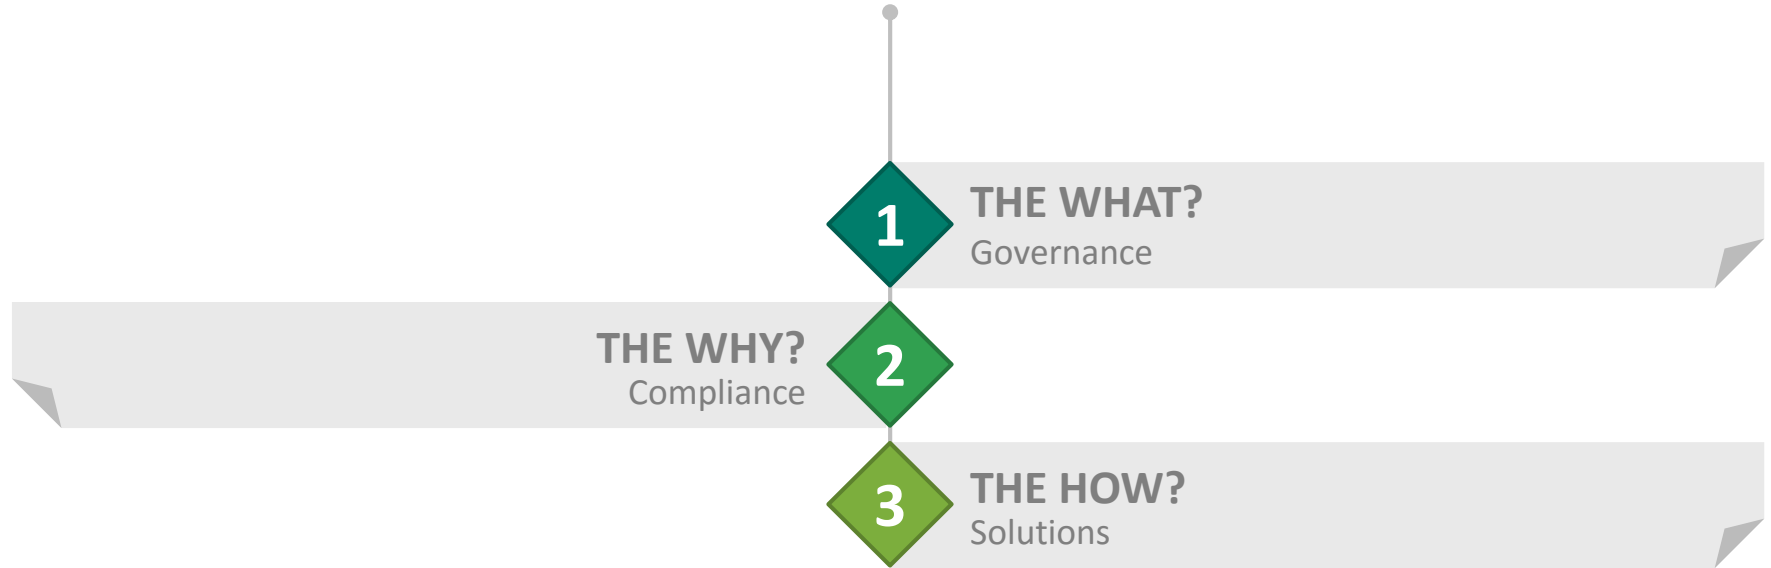 1
THE WHAT?
Governance
THE WHY?
Compliance
2
3
THE HOW?
Solutions